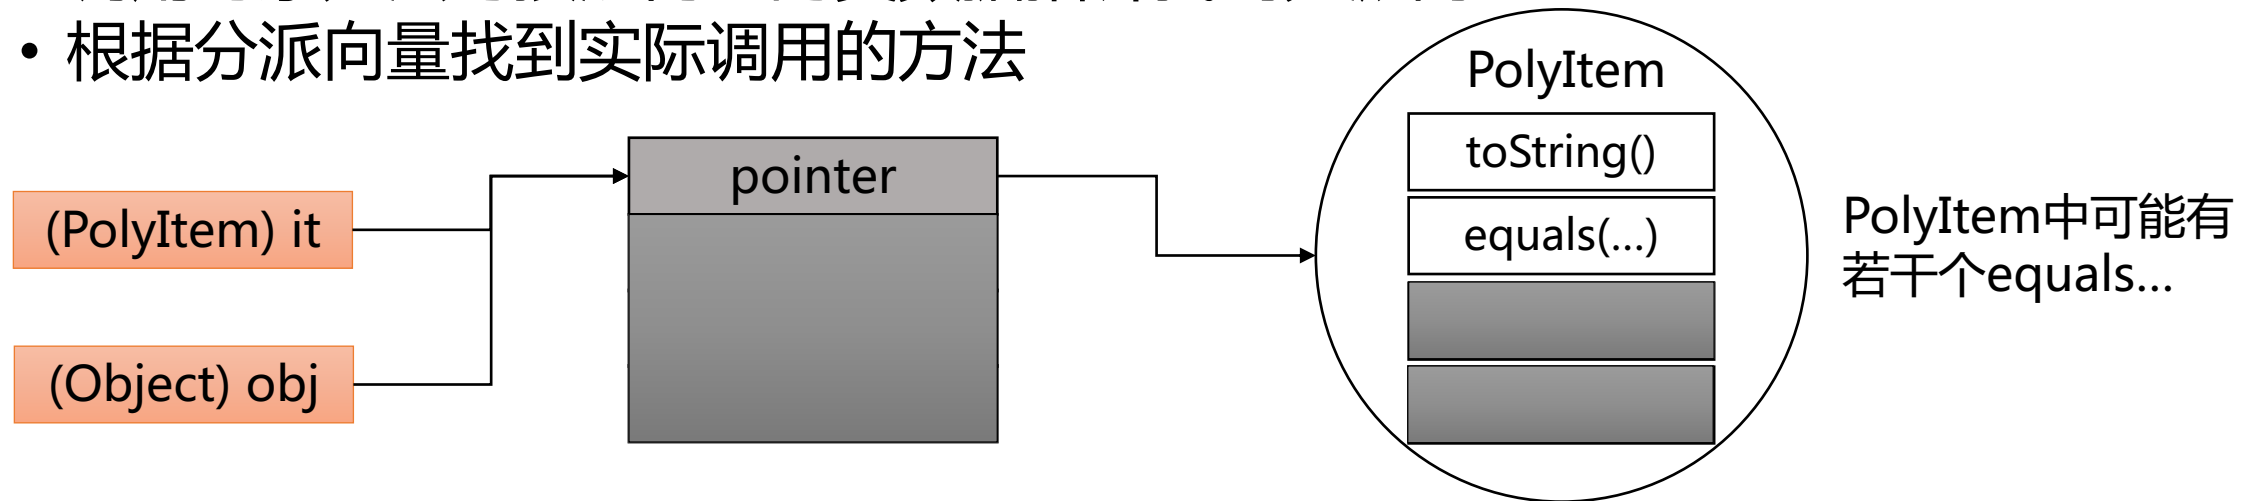 • 根据分派向量找到实际调用的方法
PolyItem
toString()
equals(...)
pointer
(PolyItem) it
(Object) obj
PolyItem中可能有
若干个equals...